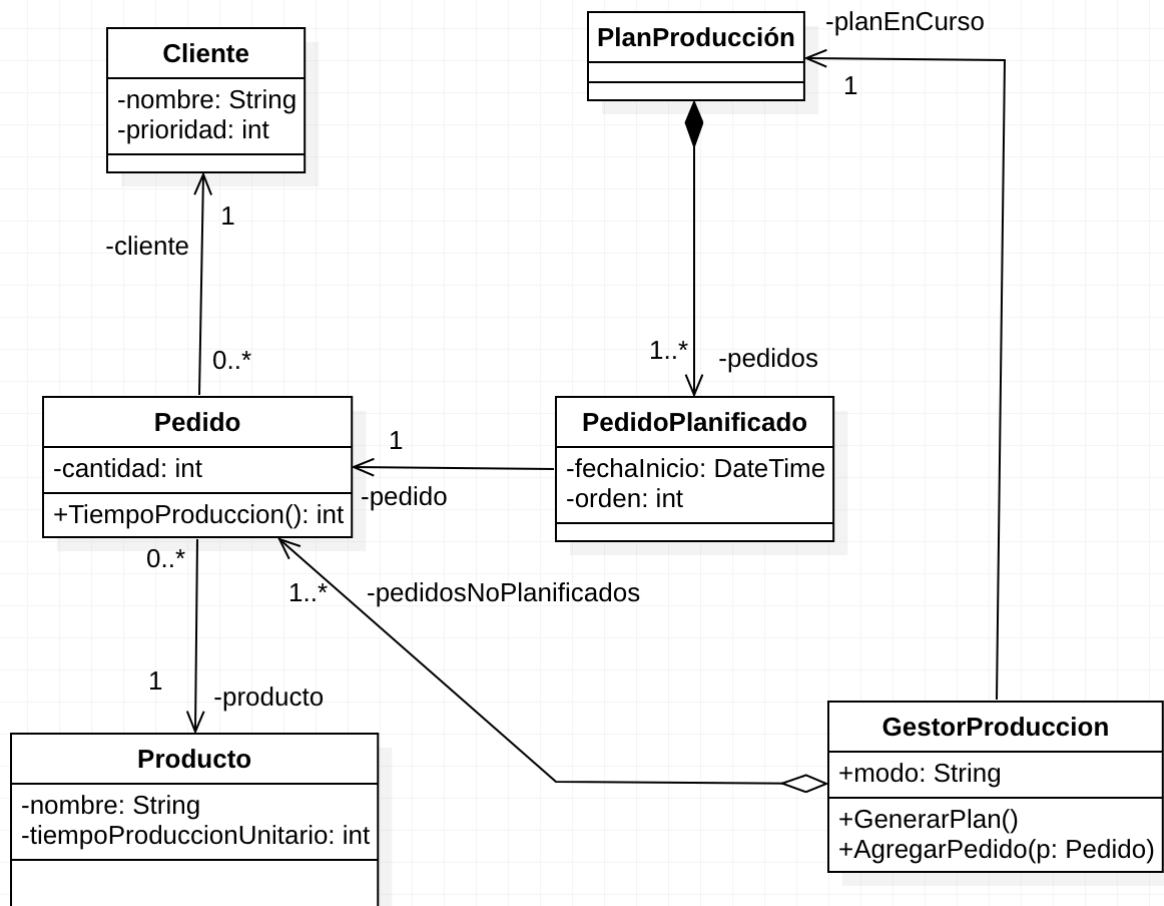 Cliente
-nombre: String
-prioridad: int
PlanProducción
-planEnCurso
1
1
-cliente
0..*
1..*
-pedidos
Pedido
-cantidad: int
+TiempoProduccion(): int
1
-pedido
PedidoPlanificado
-fechaInicio: DateTime
-orden: int
0..*
1..*
-pedidosNoPlanificados
1
-producto
Producto
-nombre: String
-tiempoProduccionUnitario: int
GestorProduccion
+modo: String
+GenerarPlan()
+AgregarPedido(p: Pedido)